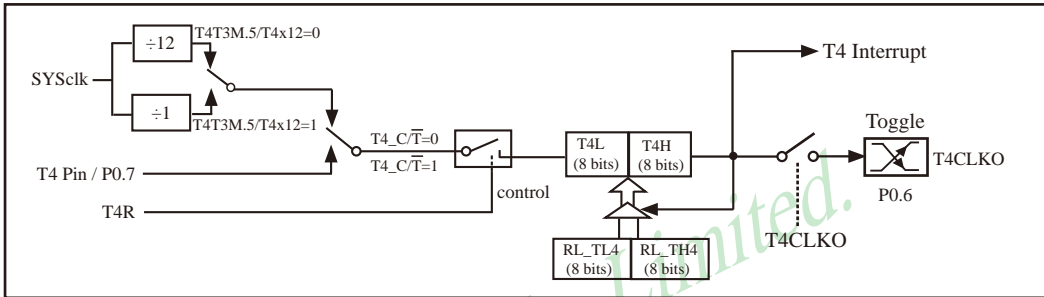 ÷12
T4T3M.5/T4x12=0
SYSclk
÷1
T4T3M.5/T4x12=1
T4 Interrupt
T4_C/T̅=0
T4_C/T̅=1
T4 Pin / P0.7
T4R
control
T4L
(8 bits)
T4H
(8 bits)
Toggle
T4CLKO
P0.6
T4CLKO
RL_TL4
(8 bits)
RL_TH4
(8 bits)
Limited.